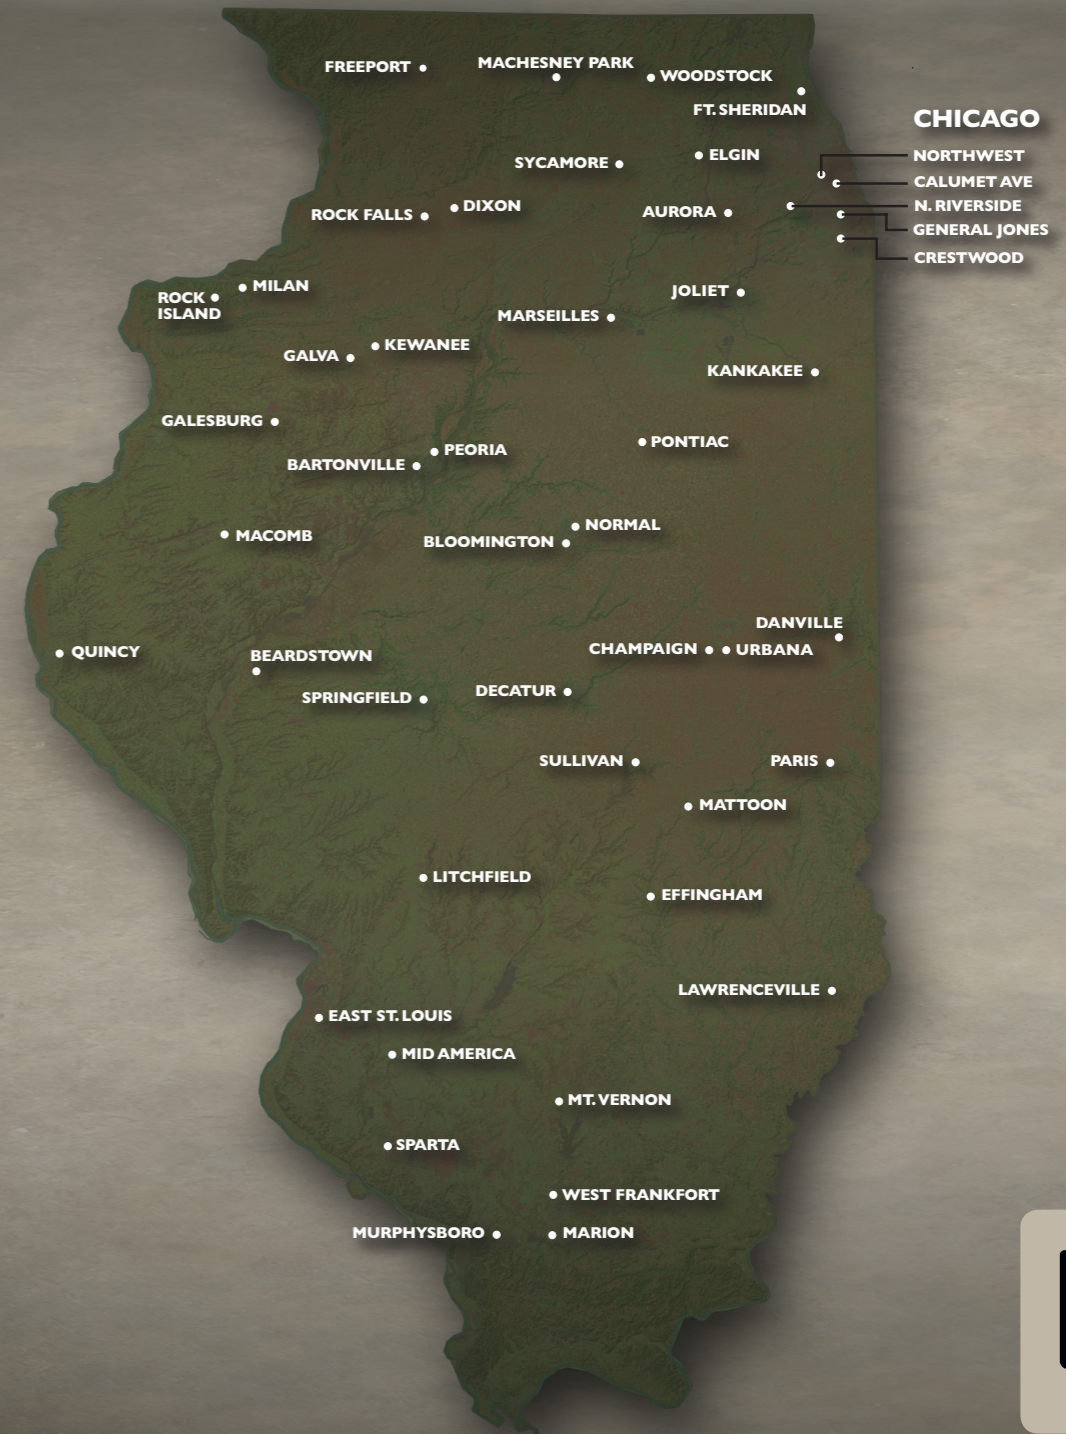 FREEPORT
MACHESNEY PARK
WOODSTOCK
FT. SHERIDAN
CHICAGO
NORTHWEST
CALUMET AVE
N. RIVERSIDE
GENERAL JONES
CRESTWOOD
SYCAMORE
ELGIN
ROCK FALLS
DIXON
AURORA
MILAN
ROCK
ISLAND
JOLIET
MARSEILLES
GALVA
KEWANEE
KANKAKEE
GALESBURG
PEORIA
PONTIAC
BARTONVILLE
MACOMB
NORMAL
BLOOMINGTON
DANVILLE
QUINCY
BEARDSTOWN
CHAMPAIGN
URBANA
SPRINGFIELD
DECATUR
SULLIVAN
PARIS
MATTOON
LITCHFIELD
EFFINGHAM
LAWRENCEVILLE
EAST ST. LOUIS
MID AMERICA
MT. VERNON
SPARTA
WEST FRANKFORT
MURPHYSBORO
MARION